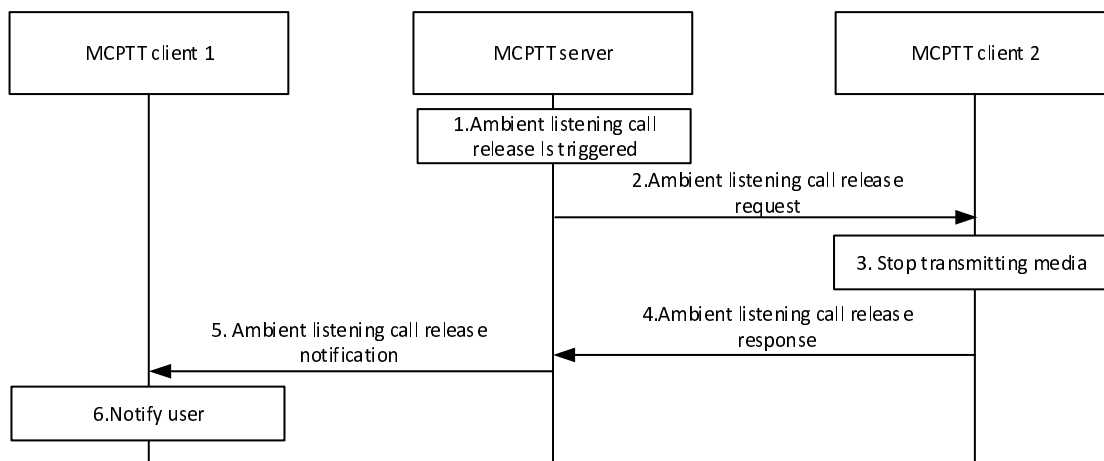 MCPTT client 1
MCPTT server
MCPTT client 2
1.Ambient listening call
release Is triggered
2.Ambient listening call release
request
3. Stop transmitting media
4.Ambient listening call release
response
5. Ambient listening call release
notification
6.Notify user